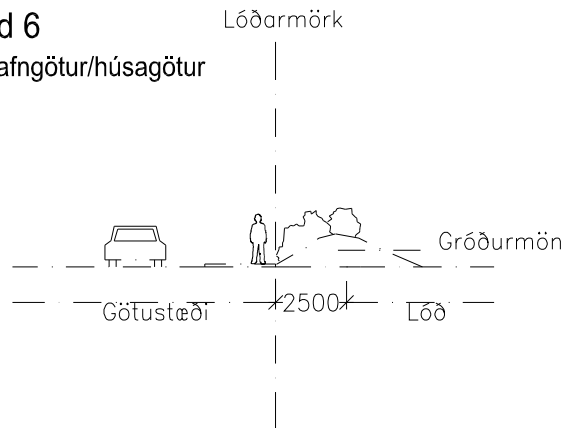 d 6
afngötur/húsagötur
Lóðarmörk
Gróðurmön
Götustæði 2500 Lóð